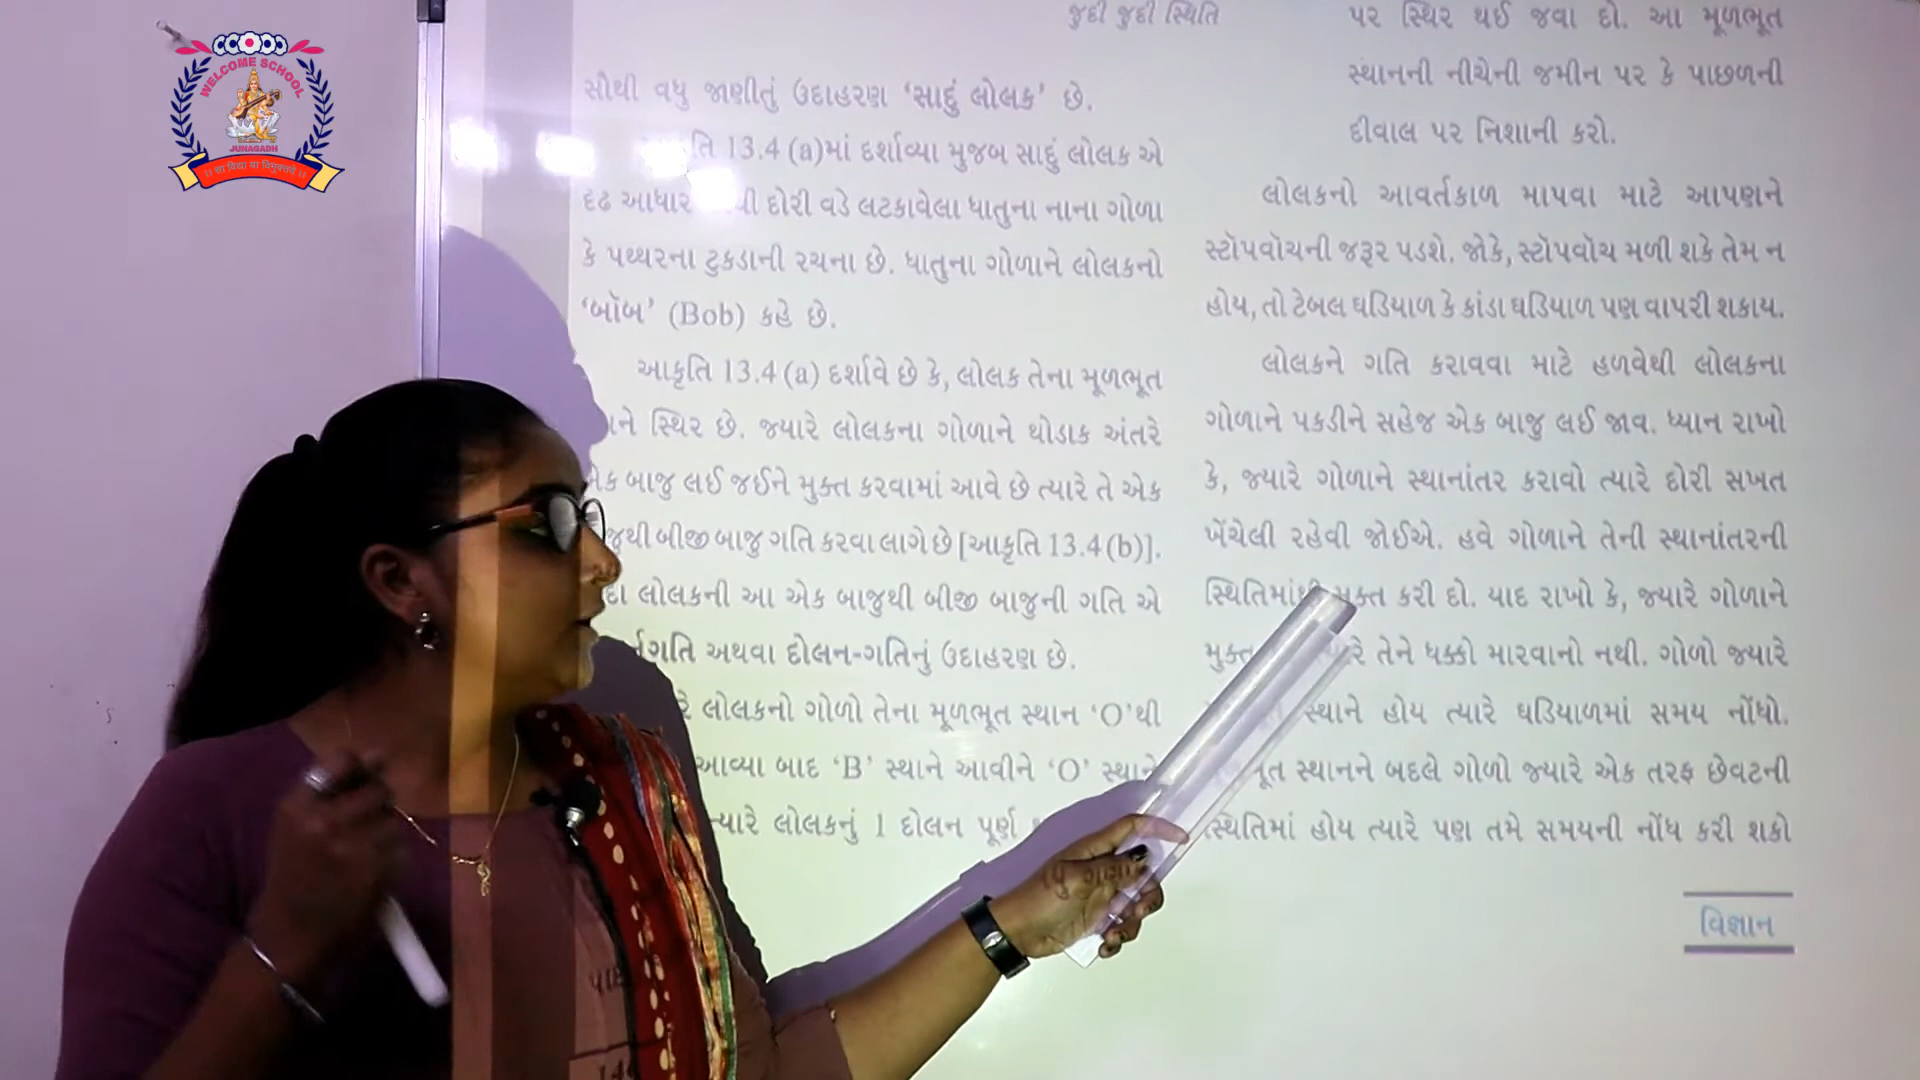 WELCOME SCHOOL
JUNAGADH
।। सा विद्या या विमुक्तये ।।
જુદી જુદી સ્થિતિ
સૌથી વધુ જાણીતું ઉદાહરણ ‘સાદું લોલક’ છે.
તિ 13.4 (a)માં દર્શાવ્યા મુજબ સાદું લોલક એ
દૃઢ આધાર દોરી વડે લટકાવેલા ધાતુના નાના ગોળા
કે પથ્થરના ટુકડાની રચના છે. ધાતુના ગોળાને લોલકનો
‘બૉબ’ (Bob) કહે છે.
આકૃતિ 13.4 (a) દર્શાવે છે કે, લોલક તેના મૂળભૂત
ને સ્થિર છે. જ્યારે લોલકના ગોળાને થોડાક અંતરે
એક બાજુ લઈ જઈને મુક્ત કરવામાં આવે છે ત્યારે તે એક
જુથી બીજી બાજુ ગતિ કરવા લાગે છે [આકૃતિ 13.4 (b)].
દા લોલકની આ એક બાજુથી બીજી બાજુની ગતિ એ
ર્તગતિ અથવા દોલન-ગતિનું ઉદાહરણ છે.
રે લોલકનો ગોળો તેના મૂળભૂત સ્થાન ‘O’થી
આવ્યા બાદ ‘B’ સ્થાને આવીને ‘O’ સ્થાને
ત્યારે લોલકનું 1 દોલન પૂર્ણ
પર સ્થિર થઈ જવા દો. આ મૂળભૂત
સ્થાનની નીચેની જમીન પર કે પાછળની
દીવાલ પર નિશાની કરો.
લોલકનો આવર્તકાળ માપવા માટે આપણને
સ્ટૉપવૉચની જરૂર પડશે. જોકે, સ્ટૉપવૉચ મળી શકે તેમ ન
હોય, તો ટેબલ ઘડિયાળ કે કાંડા ઘડિયાળ પણ વાપરી શકાય.
લોલકને ગતિ કરાવવા માટે હળવેથી લોલકના
ગોળાને પકડીને સહેજ એક બાજુ લઈ જાવ. ધ્યાન રાખો
કે, જ્યારે ગોળાને સ્થાનાંતર કરાવો ત્યારે દોરી સખત
ખેંચેલી રહેવી જોઈએ. હવે ગોળાને તેની સ્થાનાંતરની
સ્થિતિમાંથી મુક્ત કરી દો. યાદ રાખો કે, જ્યારે ગોળાને
મુક્ત રે તેને ધક્કો મારવાનો નથી. ગોળો જ્યારે
સ્થાને હોય ત્યારે ઘડિયાળમાં સમય નોંધો.
ભૂત સ્થાનને બદલે ગોળો જ્યારે એક તરફ છેવટની
સ્થિતિમાં હોય ત્યારે પણ તમે સમયની નોંધ કરી શકો
વિજ્ઞાન